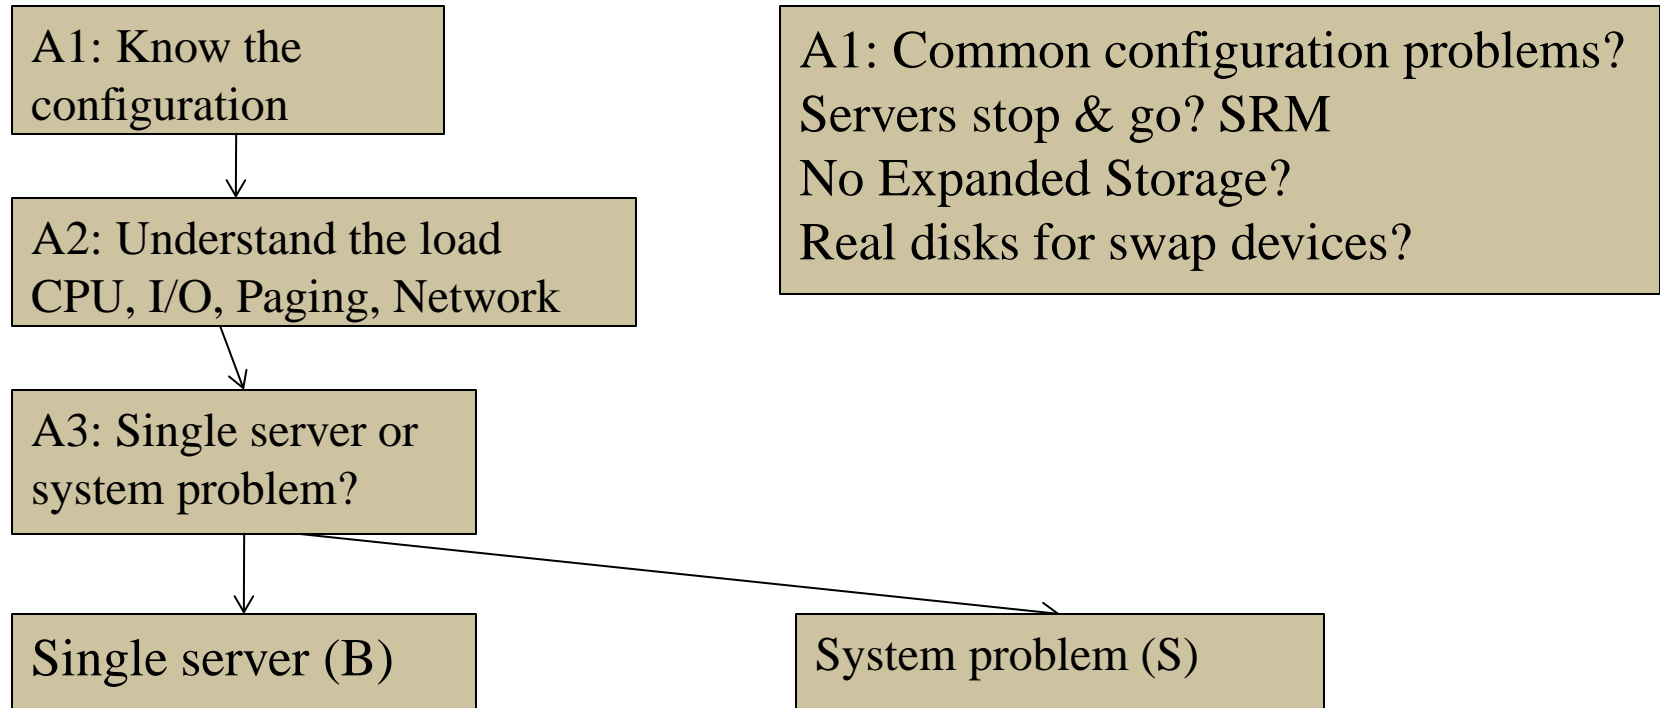 A1: Know the
configuration
A1: Common configuration problems?
Servers stop & go? SRM
No Expanded Storage?
Real disks for swap devices?
A2: Understand the load
CPU, I/O, Paging, Network
A3: Single server or
system problem?
Single server (B)
System problem (S)